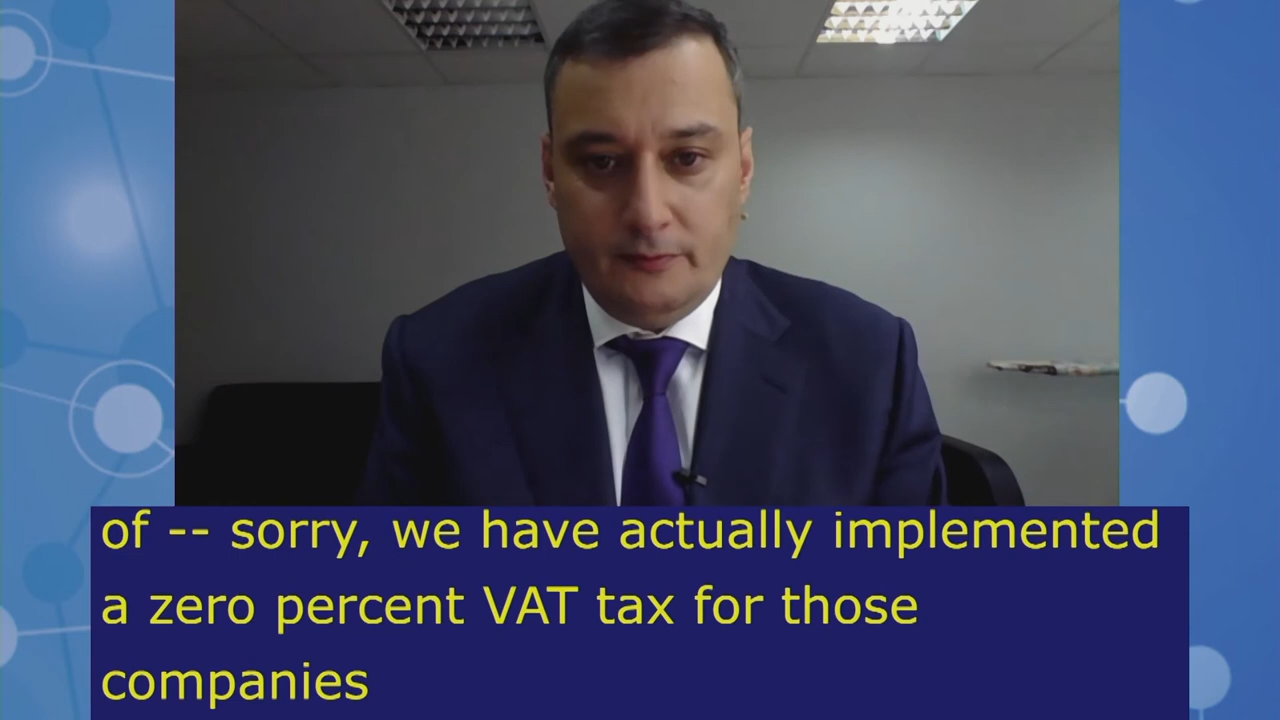 of -- sorry, we have actually implemented
a zero percent VAT tax for those
companies